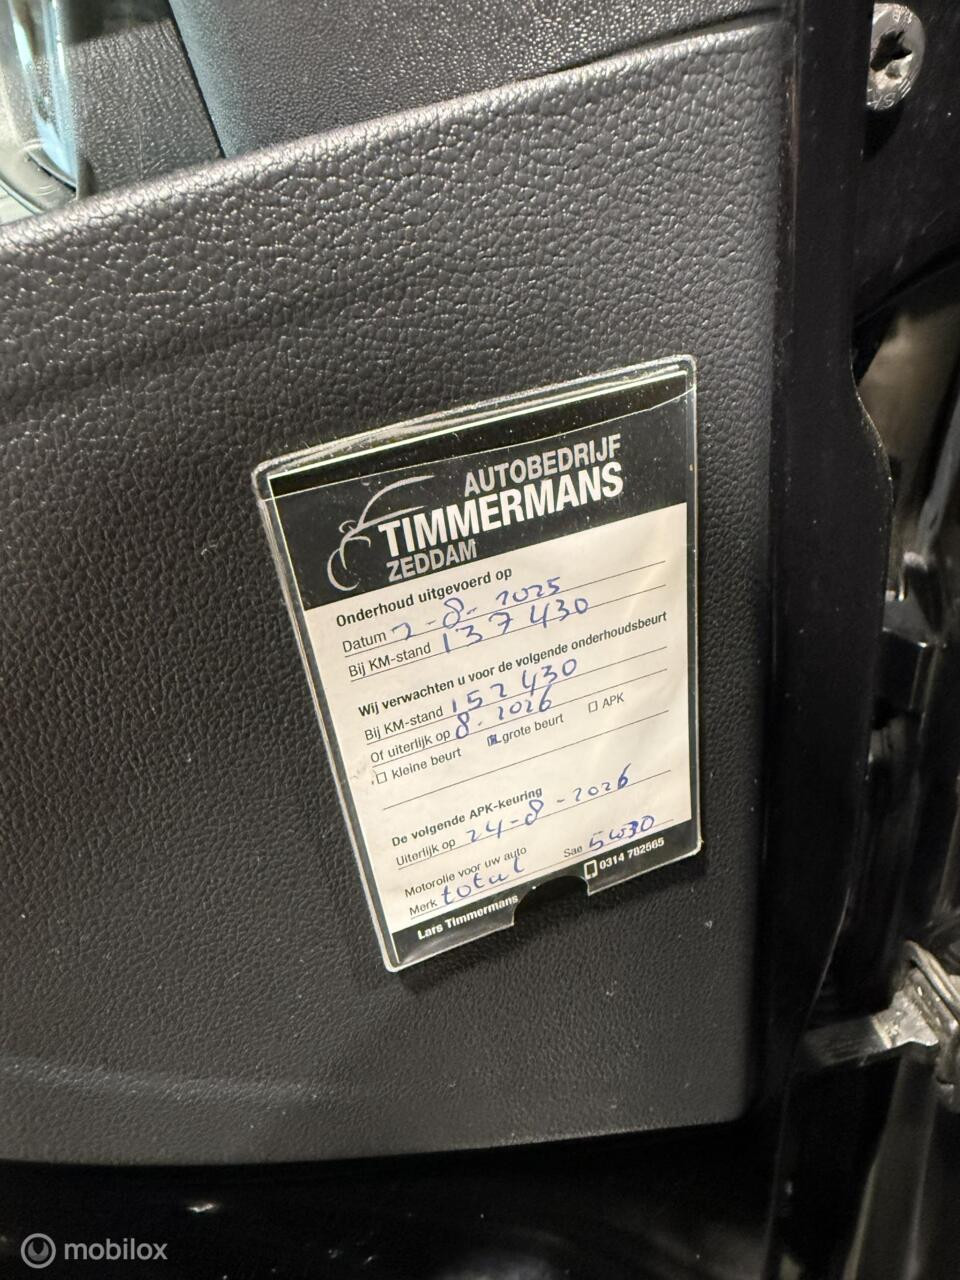 AUTOBEDRIJF
TIMMERMANS
ZEDDAM
Onderhoud uitgevoerd op
Datum 7-8-2025
Bij KM-stand 137430
Wij verwachten u voor de volgende onderhoudsbeurt
Bij KM-stand 152430
Of uiterlijk op 8-2026
kleine beurt grote beurt APK
De volgende APK-keuring
Uiterlijk op 24-8-2026
Motorolie voor uw auto
Merk total Sae 5w30
Lars Timmermans 0314 782565
mobilox